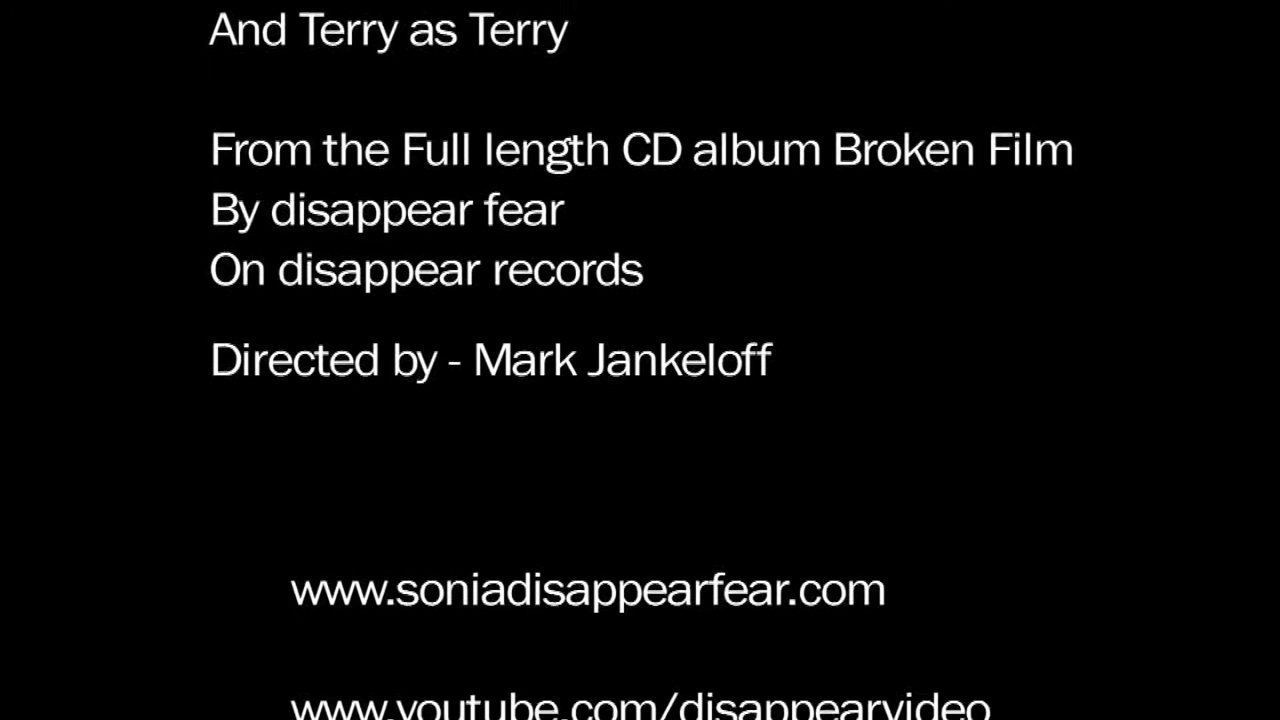 And Terry as Terry
From the Full length CD album Broken Film
By disappear fear
On disappear records
Directed by - Mark Jankeloff
www.soniadisappearfear.com
www.youtube.com/disappearvideo